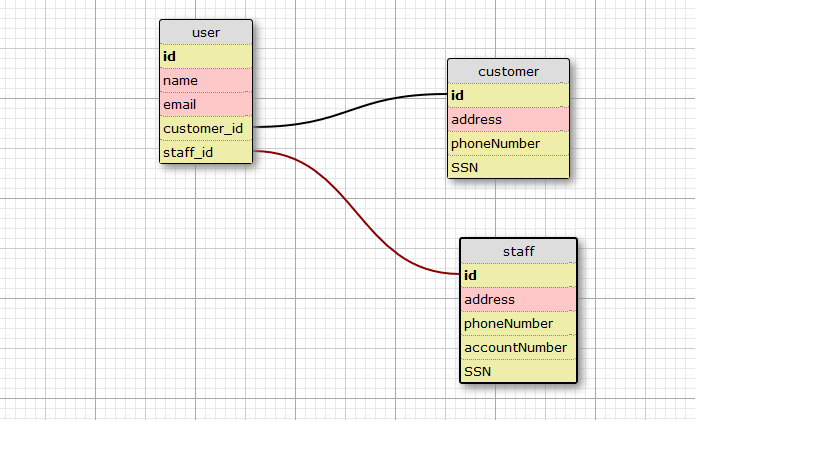 user
id
name
email
customer_id
staff_id
customer
id
address
phoneNumber
SSN
staff
id
address
phoneNumber
accountNumber
SSN